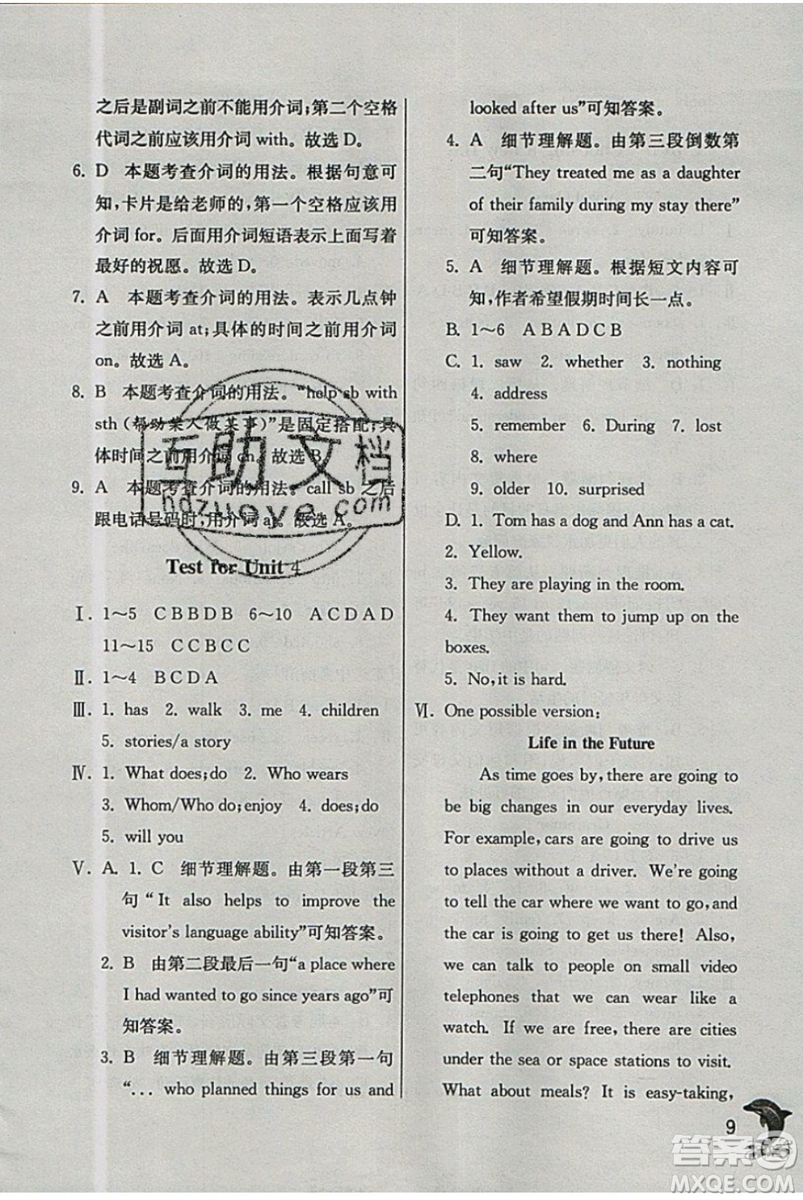 之后是副词之前不能用介词;第二个空格
代词之前应该用介词 with。故选 D。
6. D 本题考查介词的用法。根据句意可
知,卡片是给老师的,第一个空格应该用
介词 for。后面用介词短语表示上面写着
最好的祝愿。故选 D。
7. A 本题考查介词的用法。表示几点钟
之前用介词 at;具体的时间之前用介词
on。故选 A。
8. B 本题考查介词的用法。“help sb with
sth (帮助某人做某事)”是固定搭配;具
体时间之前用介词 on。故选 B。
9. A 本题考查介词的用法。call sb 之后
跟电话号码时,用介词 at。故选 A。
Test for Unit 4
Ⅰ. 1~5 CBBDB 6~10 ACDAD
11~15 CCBCC
Ⅱ. 1~4 BCDA
Ⅲ. 1. has 2. walk 3. me 4. children
5. stories/a story
Ⅳ. 1. What does;do 2. Who wears
3. Whom/Who do;enjoy 4. does;do
5. will you
Ⅴ. A. 1. C 细节理解题。由第一段第三
句“It also helps to improve the
visitor's language ability”可知答案。
2. B 由第二段最后一句“a place where
I had wanted to go since years ago”可
知答案。
3. B 细节理解题。由第三段第一句
“... who planned things for us and
looked after us”可知答案。
4. A 细节理解题。由第三段倒数第
二句“They treated me as a daughter
of their family during my stay there”
可知答案。
5. A 细节理解题。根据短文内容可
知,作者希望假期时间长一点。
B. 1~6 ABADCB
C. 1. saw 2. whether 3. nothing
4. address
5. remember 6. During 7. lost
8. where
9. older 10. surprised
D. 1. Tom has a dog and Ann has a cat.
2. Yellow.
3. They are playing in the room.
4. They want them to jump up on the
boxes.
5. No,it is hard.
Ⅵ. One possible version:
Life in the Future
As time goes by, there are going to
be big changes in our everyday lives.
For example, cars are going to drive us
to places without a driver. We're going
to tell the car where we want to go, and
the car is going to get us there! Also,
we can talk to people on small video
telephones that we can wear like a
watch. If we are free, there are cities
under the sea or space stations to visit.
What about meals? It is easy-taking,
9
互助文档
hdzuoye.com
答案圈
MXQE.COM